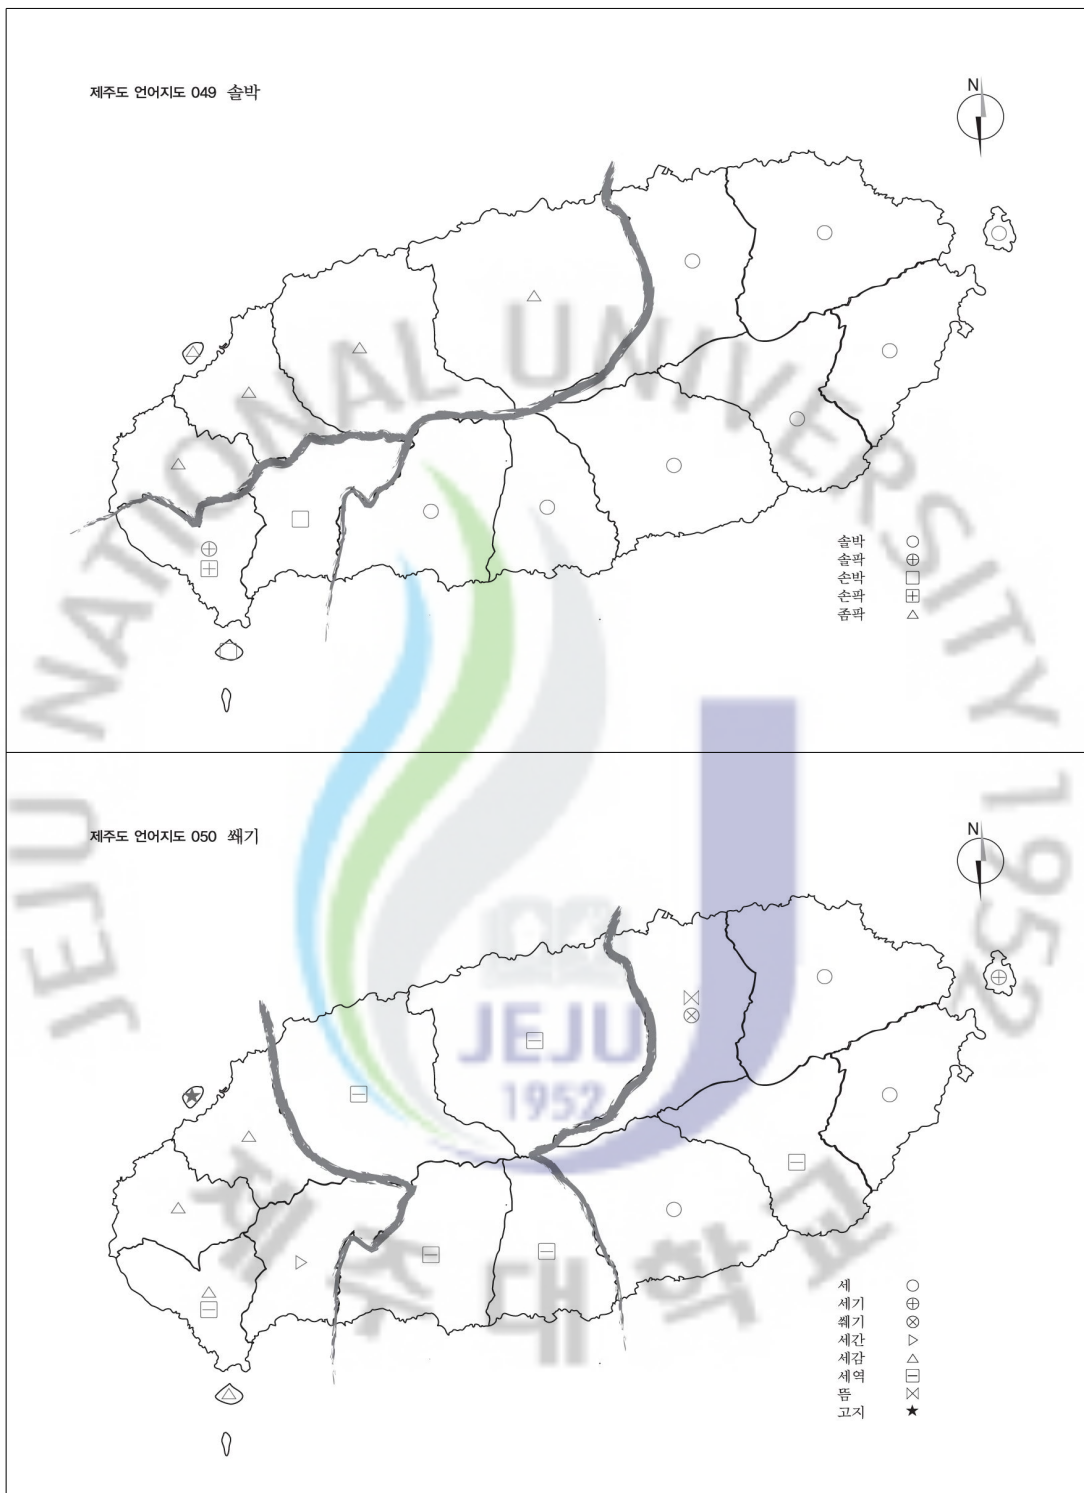 제주도 언어지도 049 솔박
N
솔박
솔팍
손박
손팍
좀팍
제주도 언어지도 050 쐐기
N
세
세기
쒜기
세간
세감
세역
뜸
고지
JEJU NATIONAL UNIVERSITY 1952
JEJU
1952
제주대학교